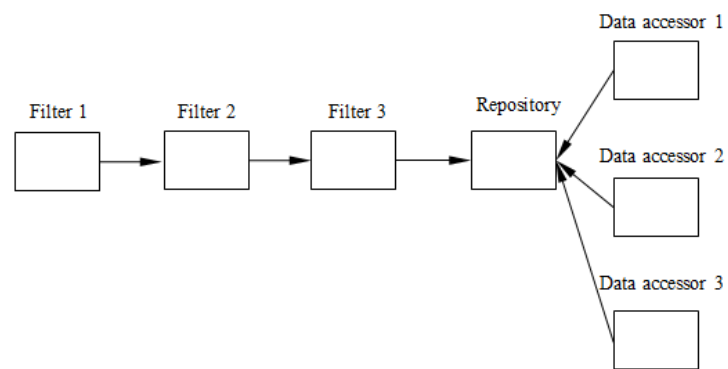 Data accessor 1
Filter 1
Filter 2
Filter 3
Repository
Data accessor 2
Data accessor 3